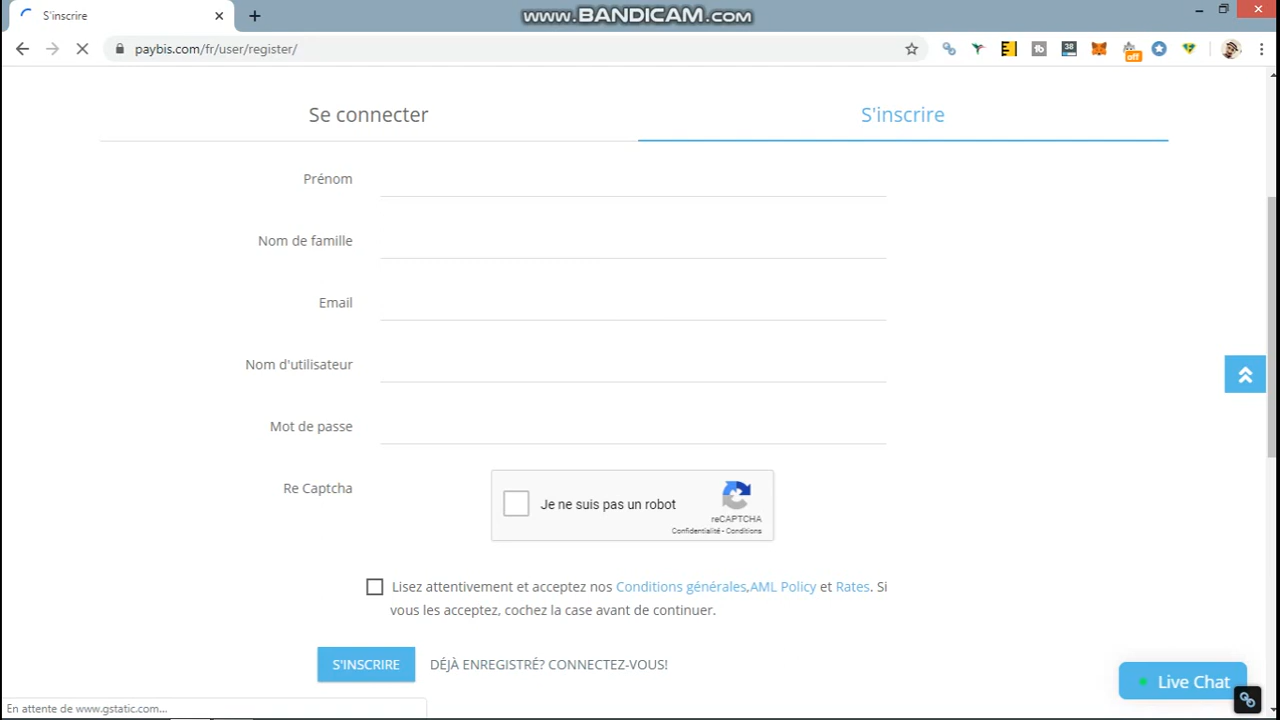 S'inscrire
www.BANDICAM.com
paybis.com/fr/user/register/
38
off
Se connecter
S'inscrire
Prénom
Nom de famille
Email
Nom d'utilisateur
Mot de passe
Re Captcha
Je ne suis pas un robot
reCAPTCHA
Confidentialité - Conditions
Lisez attentivement et acceptez nos Conditions générales,AML Policy et Rates. Si
vous les acceptez, cochez la case avant de continuer.
S'INSCRIRE
DÉJÀ ENREGISTRÉ? CONNECTEZ-VOUS!
Live Chat
En attente de www.gstatic.com...